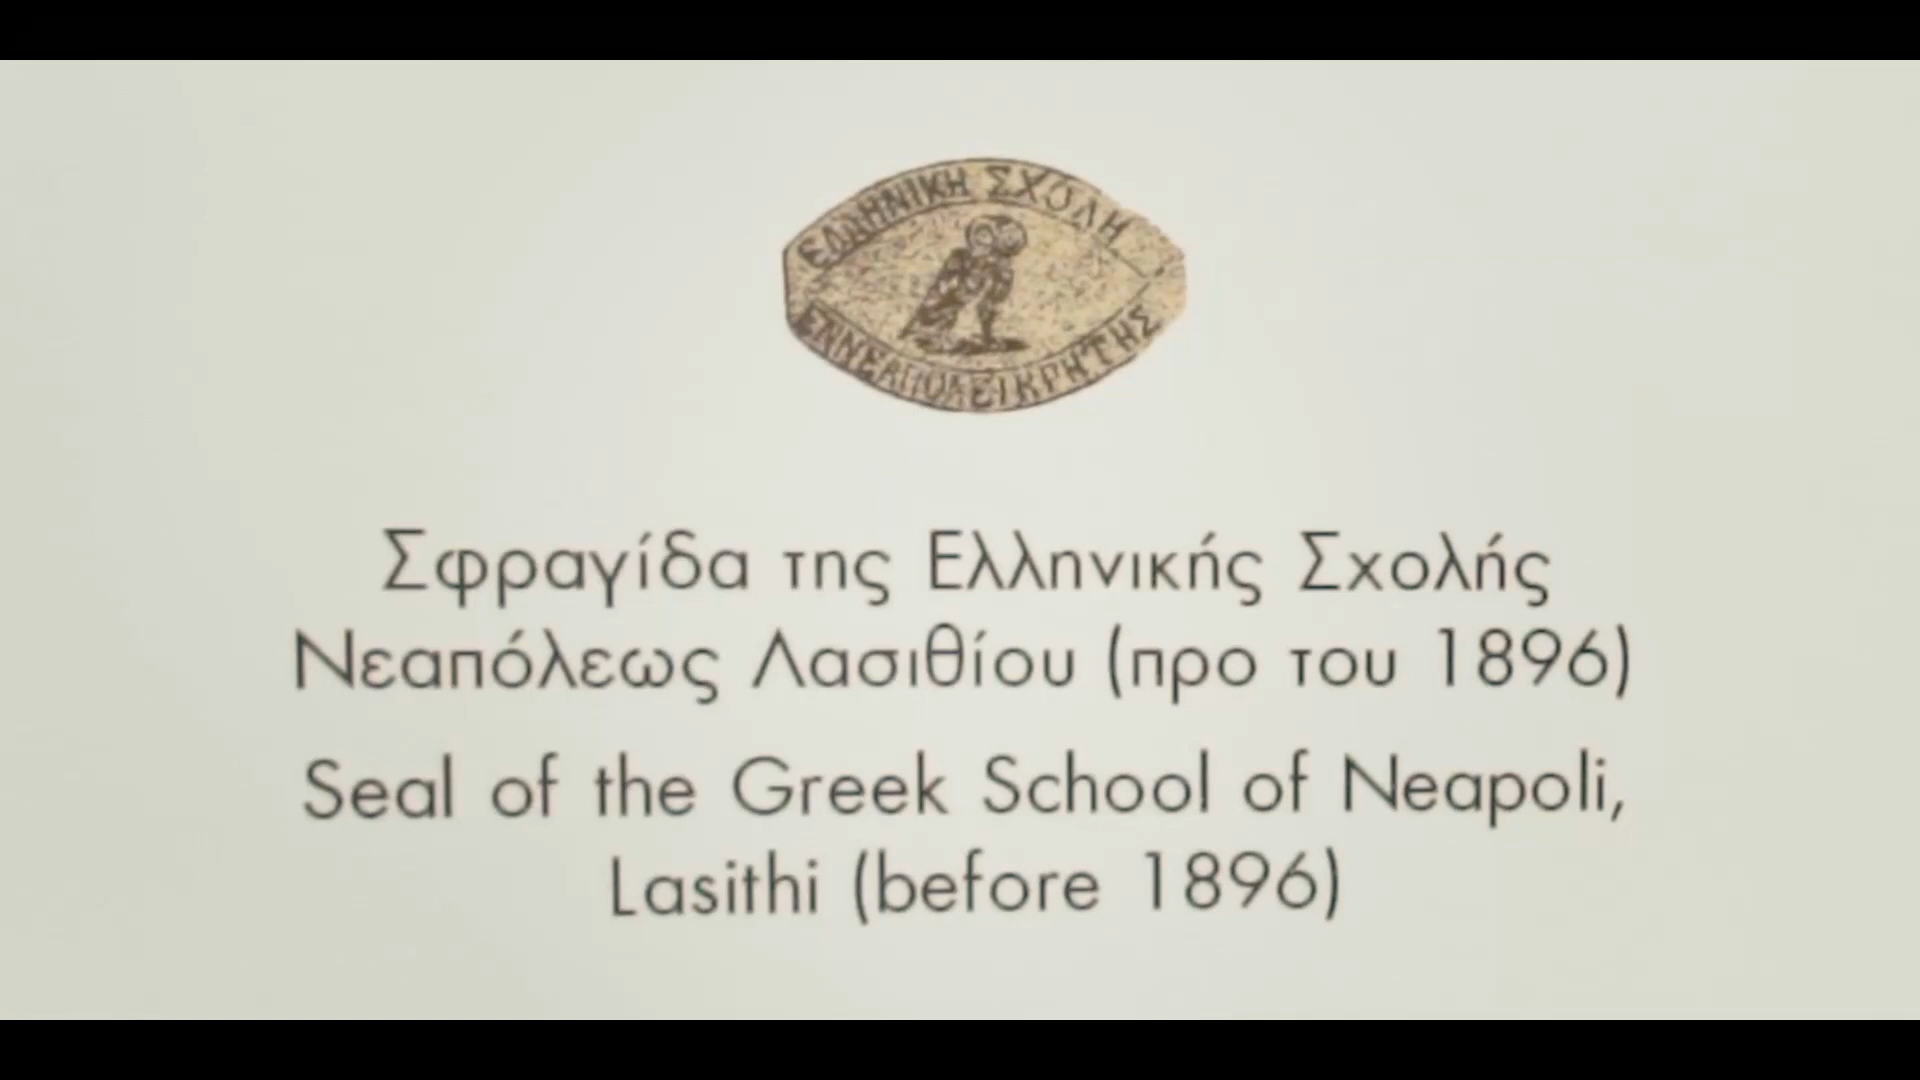 ΕΛΛΗΝΙΚΗ ΣΧΟΛΗ
ΕΝ ΝΕΑΠΟΛΕΙ ΚΡΗΤΗΣ
Σφραγίδα της Ελληνικής Σχολής
Νεαπόλεως Λασιθίου (προ του 1896)
Seal of the Greek School of Neapoli,
Lasithi (before 1896)